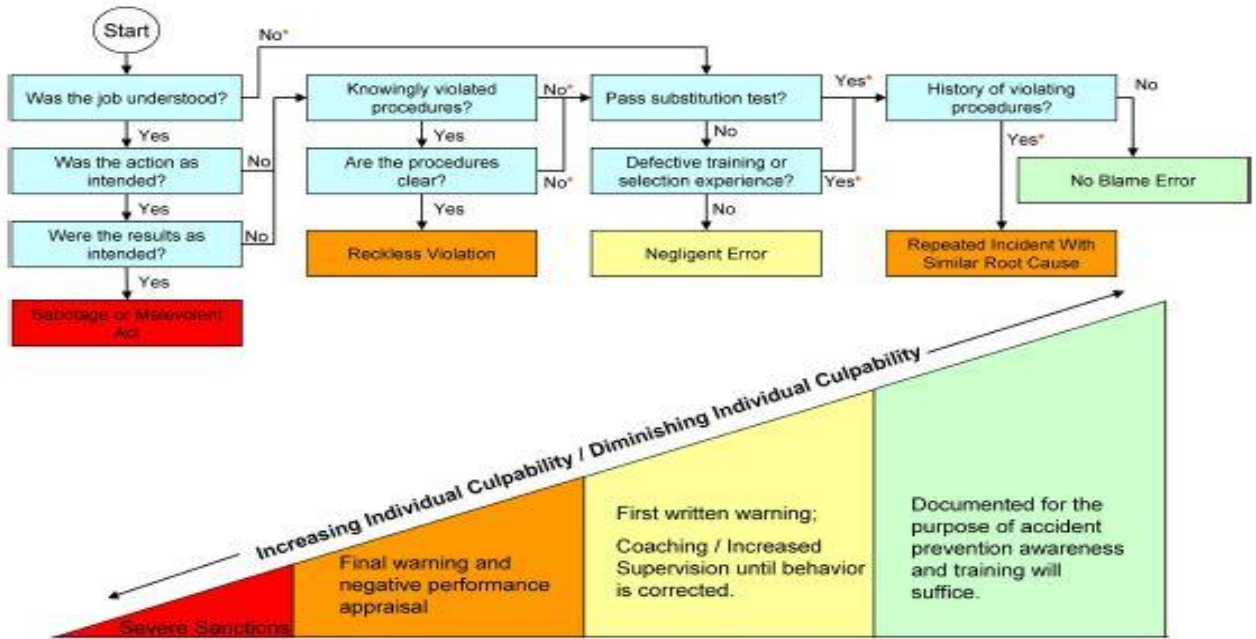 Start
No*
Was the job understood?
Yes
Was the action as
intended?
No
Yes
Were the results as
intended?
No
Yes
Sabotage or Malevolent
Act
Knowingly violated
procedures?
No*
Yes
Are the procedures
clear?
No*
Yes
Reckless Violation
Pass substitution test?
Yes*
No
Defective training or
selection experience?
Yes*
No
Negligent Error
History of violating
procedures?
No
Yes*
No Blame Error
Repeated Incident With
Similar Root Cause
Increasing Individual Culpability / Diminishing Individual Culpability
Severe Sanctions
Final warning and
negative performance
appraisal
First written warning;
Coaching / Increased
Supervision until behavior
is corrected.
Documented for the
purpose of accident
prevention awareness
and training will
suffice.